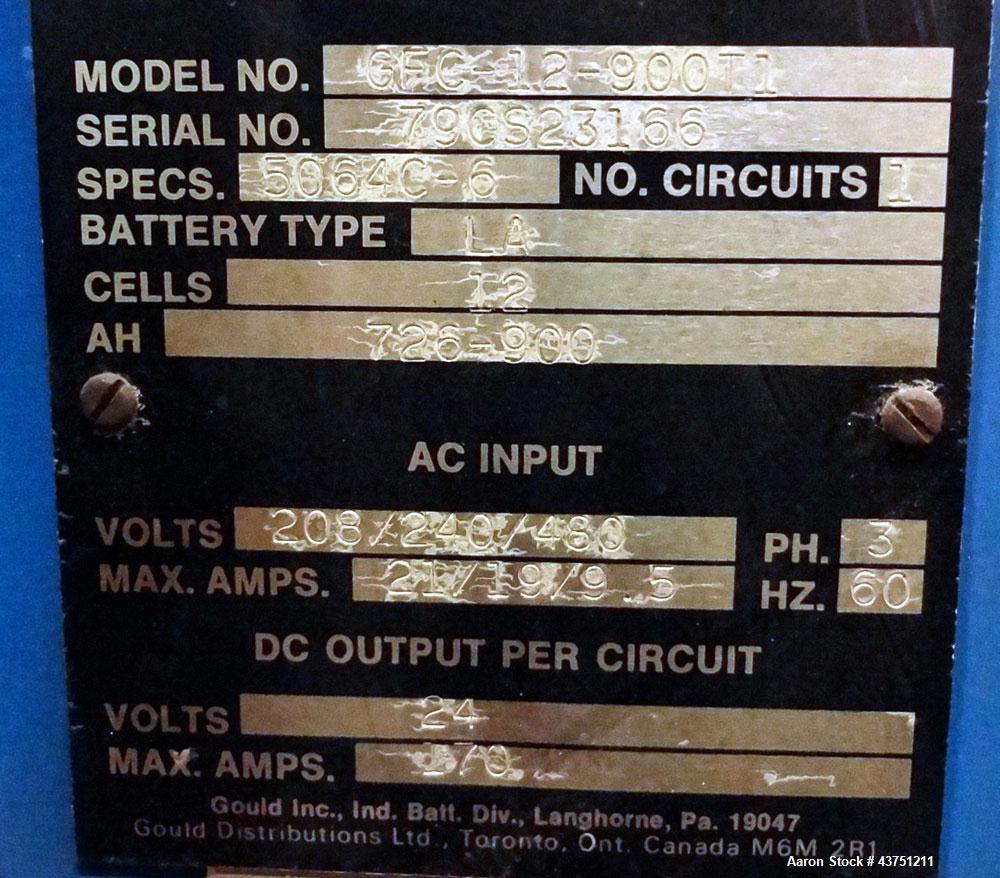 MODEL NO. GFC-12-900T1
SERIAL NO. 79CS23166
SPECS. 5064C-6 NO. CIRCUITS 1
BATTERY TYPE LA
CELLS 12
AH 726-900
AC INPUT
VOLTS 208/240/480 PH. 3
MAX. AMPS. 21/19/9.5 HZ. 60
DC OUTPUT PER CIRCUIT
VOLTS 24
MAX. AMPS. 170
Gould Inc., Ind. Batt. Div., Langhorne, Pa. 19047
Gould Distributions Ltd., Toronto, Ont. Canada M6M 2R1
Aaron Stock # 43751211